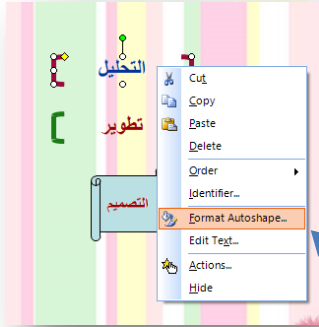 التحليل
تطوير
التصميم
Cut
Copy
Paste
Delete
Order
Identifier...
Format Autoshape...
Edit Text...
Actions...
Hide